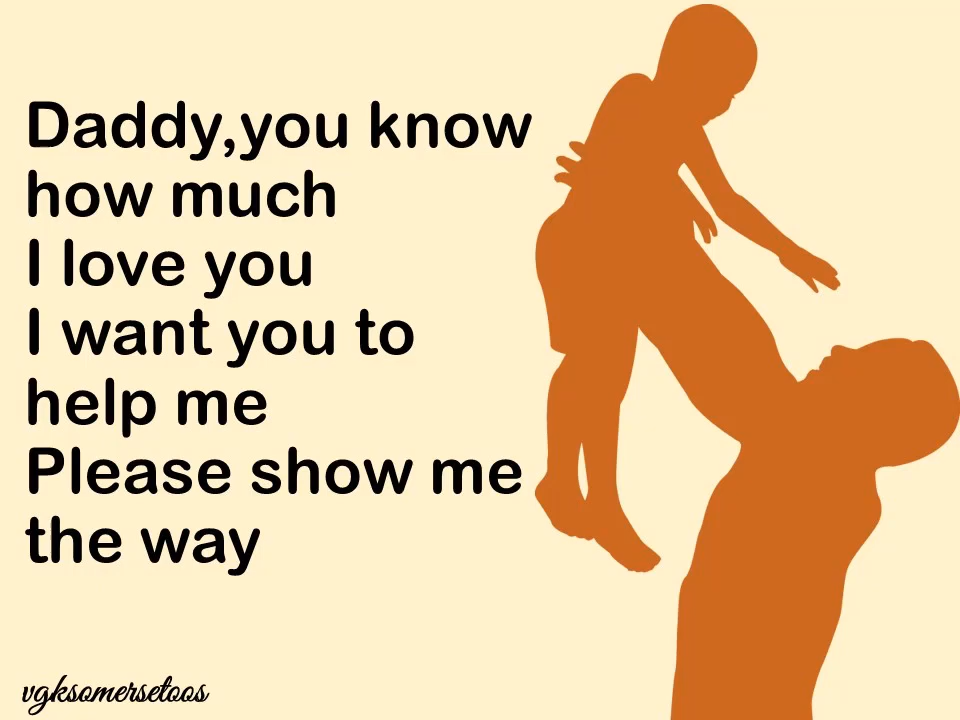 Daddy,you know
how much
I love you
I want you to
help me
Please show me
the way
vgksomersetoos